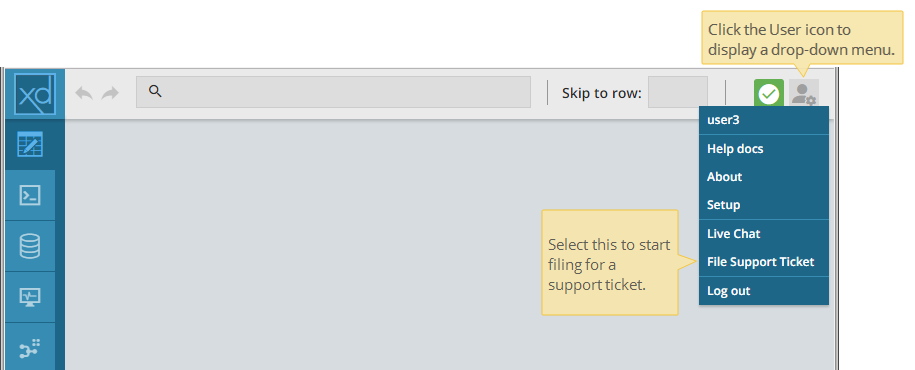 Click the User icon to
display a drop-down menu.
xd
Skip to row:
user3
Help docs
About
Setup
Live Chat
File Support Ticket
Log out
Select this to start
filing for a
support ticket.